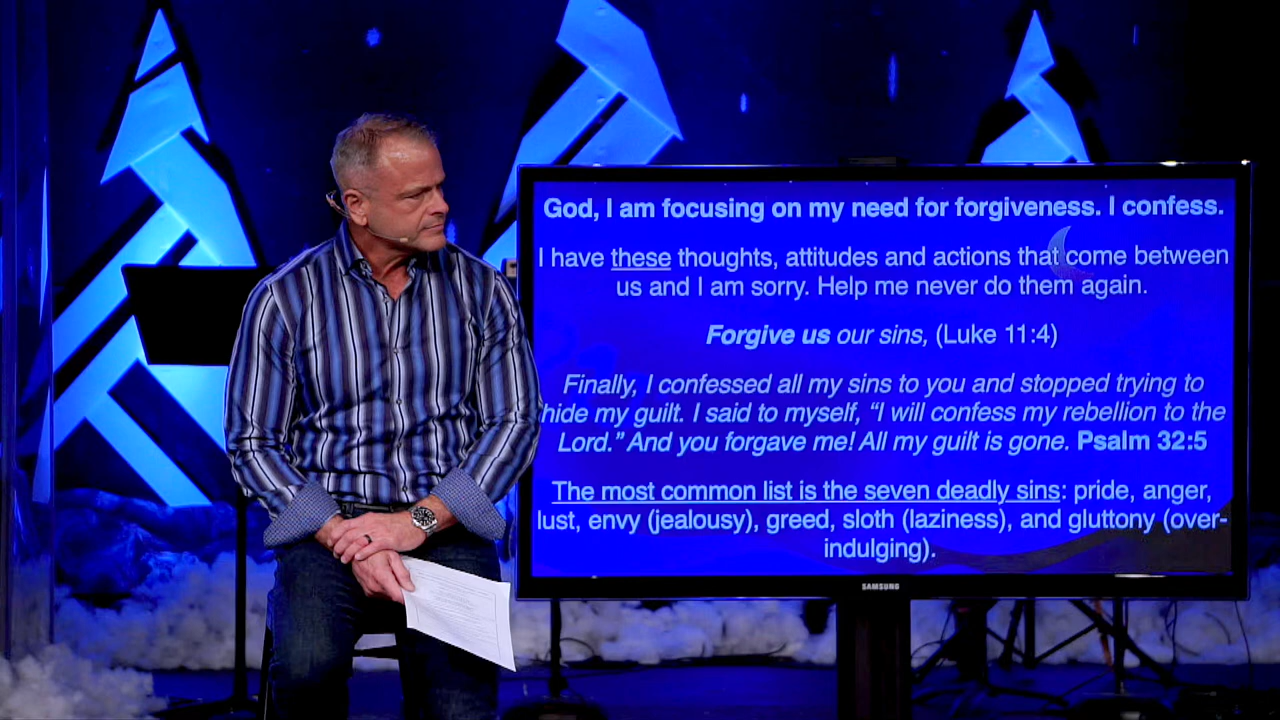 God, I am focusing on my need for forgiveness. I confess.
I have these thoughts, attitudes and actions that come between
us and I am sorry. Help me never do them again.
Forgive us our sins, (Luke 11:4)
Finally, I confessed all my sins to you and stopped trying to
hide my guilt. I said to myself, “I will confess my rebellion to the
Lord.” And you forgave me! All my guilt is gone. Psalm 32:5
The most common list is the seven deadly sins: pride, anger,
lust, envy (jealousy), greed, sloth (laziness), and gluttony (over-
indulging).
SAMSUNG